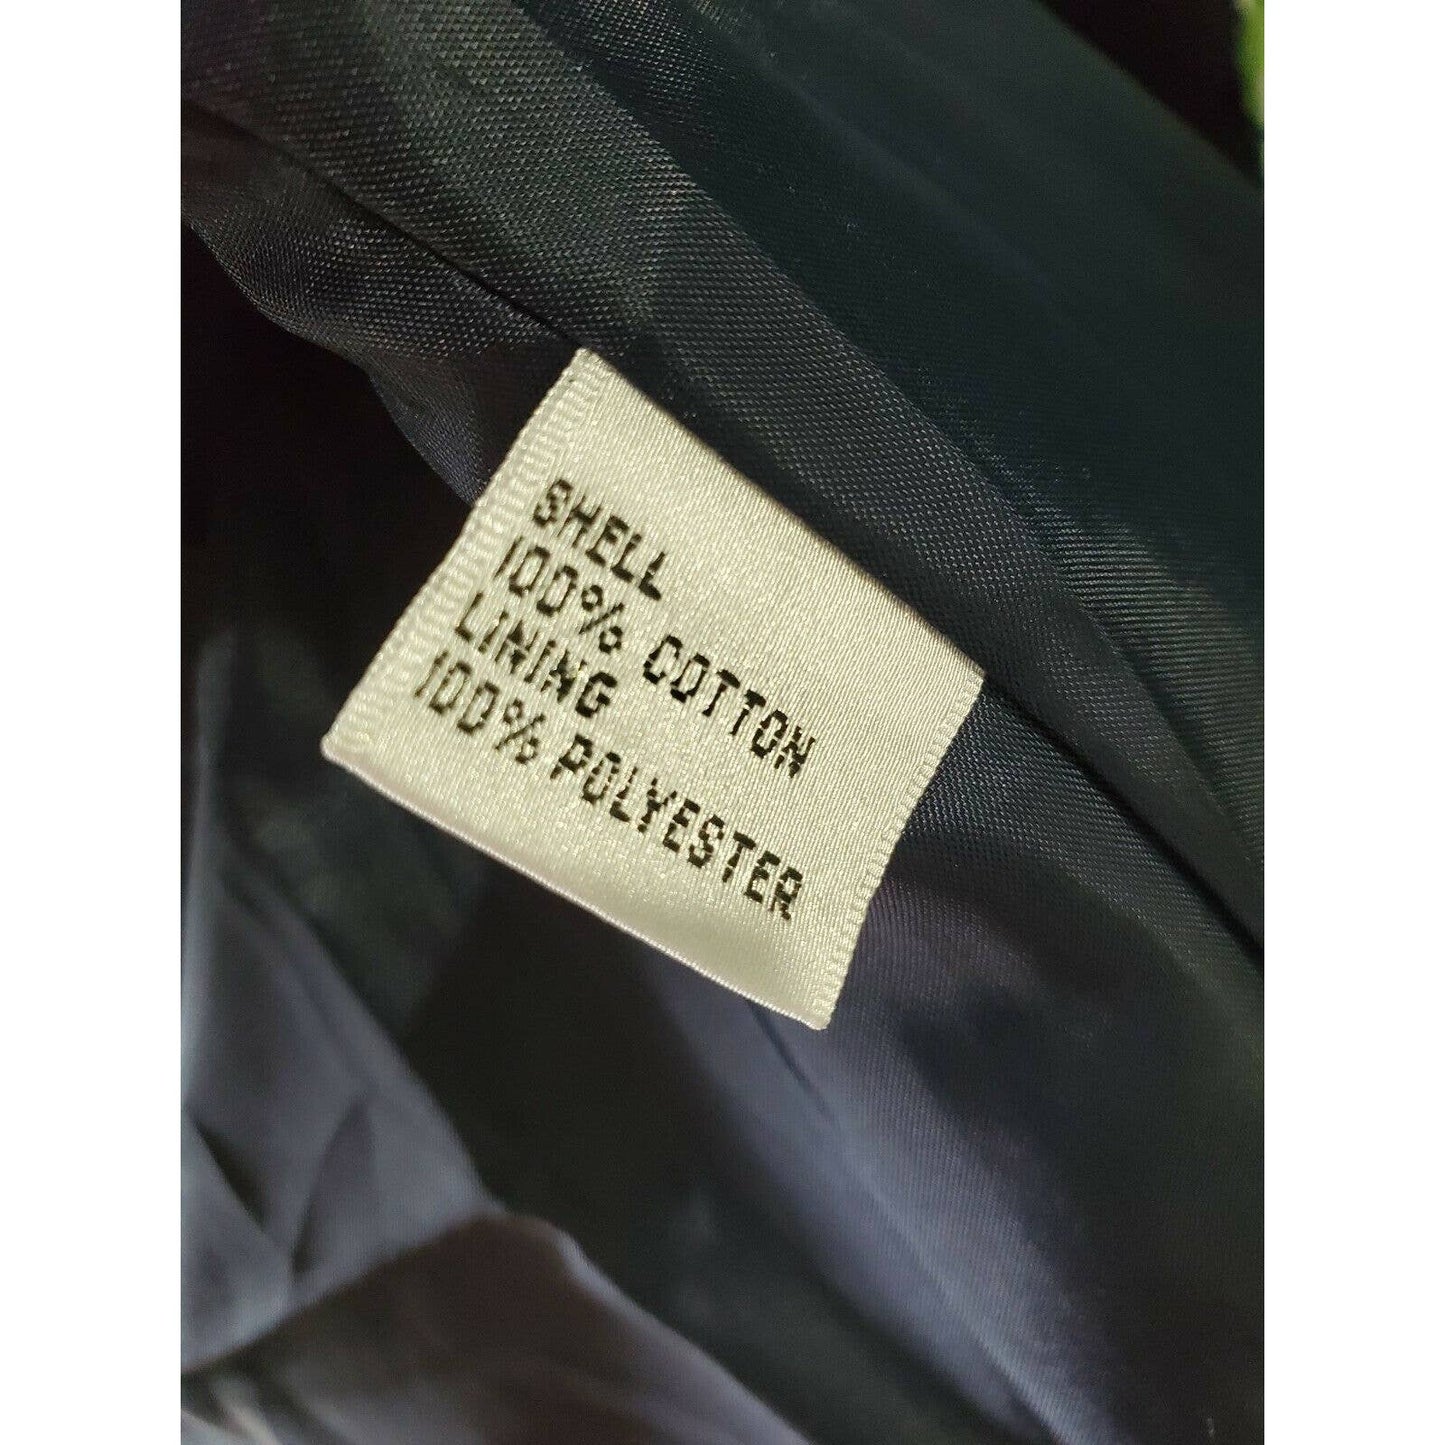 SHELL
100% COTTON
LINING
100% POLYESTER